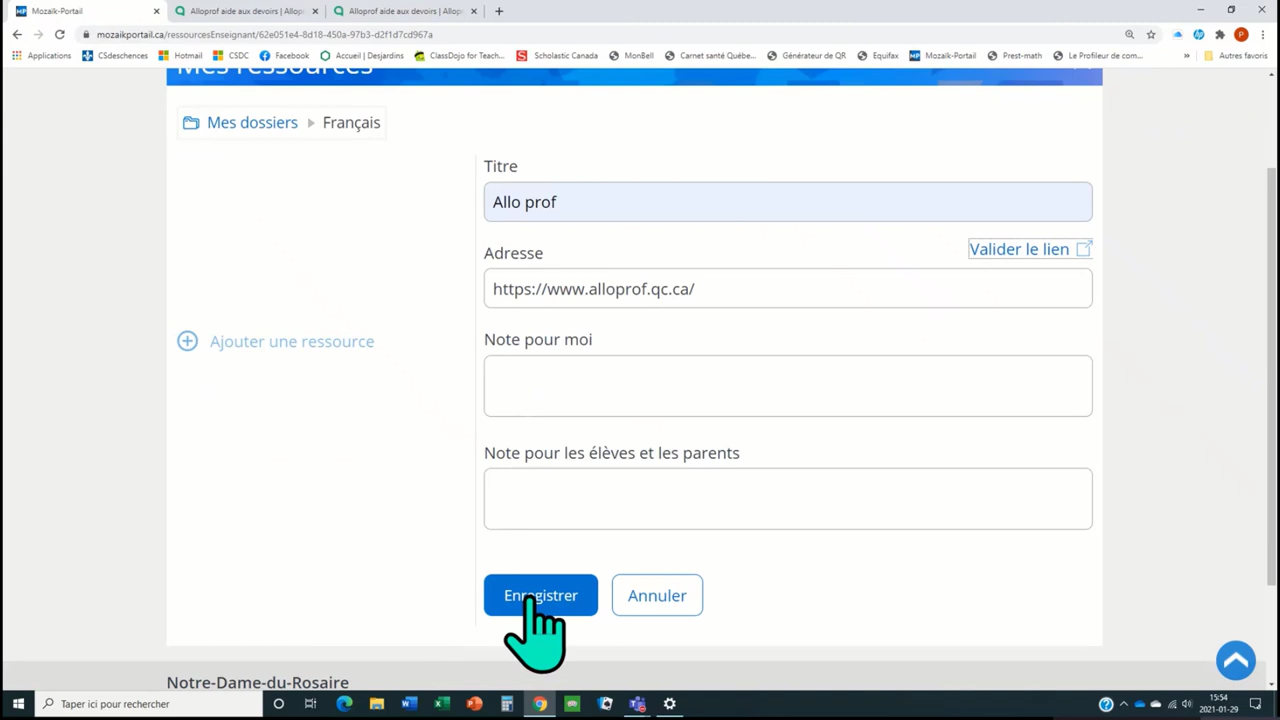 Mozaïk-Portail
Alloprof aide aux devoirs | Allop
Alloprof aide aux devoirs | Allopr
mozaikportail.ca/ressourcesEnseignant/62e051e4-8d18-450a-97b3-d2f1d7cd967a
Applications
CSdeschences
Hotmail
CSDC
Facebook
Accueil | Desjardins
ClassDojo for Teach...
Scholastic Canada
MonBell
Carnet santé Québe...
Générateur de QR
Equifax
Mozaik-Portail
Prest-math
Le Profileur de com...
»
Autres favoris
Mes ressources
Mes dossiers
Français
Titre
Allo prof
Adresse
Valider le lien
https://www.alloprof.qc.ca/
Note pour moi
Ajouter une ressource
Note pour les élèves et les parents
Enregistrer
Annuler
Notre-Dame-du-Rosaire
Taper ici pour rechercher
15:54
2021-01-29